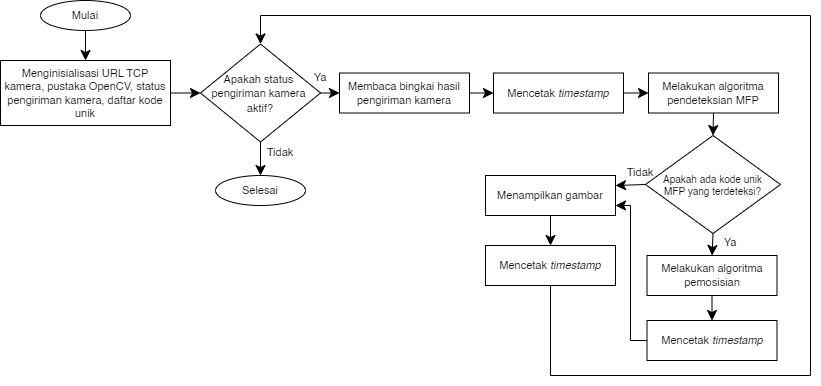 Mulai
Menginisialisasi URL TCP
kamera, pustaka OpenCV, status
pengiriman kamera, daftar kode
unik
Apakah status
pengiriman kamera
aktif?
Ya
Tidak
Selesai
Membaca bingkai hasil
pengiriman kamera
Mencetak timestamp
Melakukan algoritma
pendeteksian MFP
Apakah ada kode unik
MFP yang terdeteksi?
Tidak
Ya
Menampilkan gambar
Mencetak timestamp
Melakukan algoritma
pemosisian
Mencetak timestamp